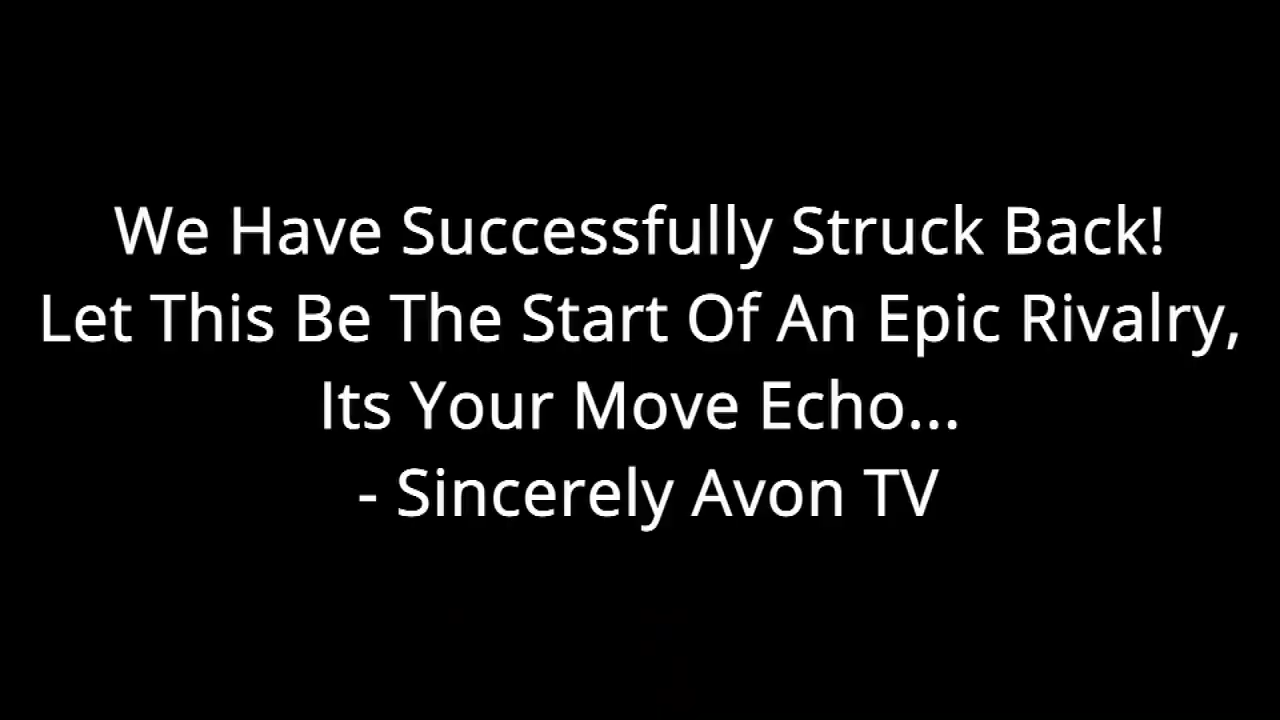 We Have Successfully Struck Back!
Let This Be The Start Of An Epic Rivalry,
Its Your Move Echo...
- Sincerely Avon TV